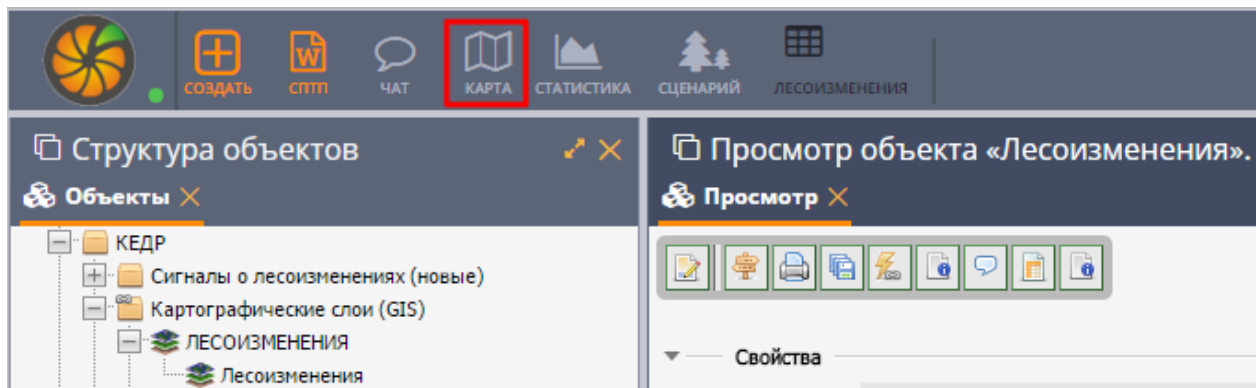 СОЗДАТЬ СПТП ЧАТ КАРТА СТАТИСТИКА СЦЕНАРИЙ ЛЕСОИЗМЕНЕНИЯ
Структура объектов
Объекты
КЕДР
Сигналы о лесоизменениях (новые)
Картографические слои (GIS)
ЛЕСОИЗМЕНЕНИЯ
Лесоизменения
Просмотр объекта «Лесоизменения».
Просмотр
Свойства